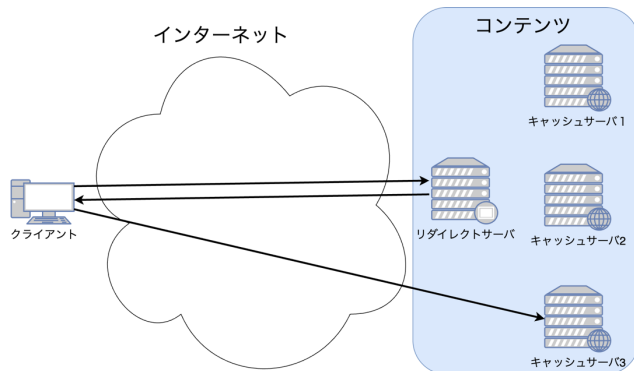 インターネット
コンテンツ
キャッシュサーバ1
クライアント
リダイレクトサーバ
キャッシュサーバ2
キャッシュサーバ3